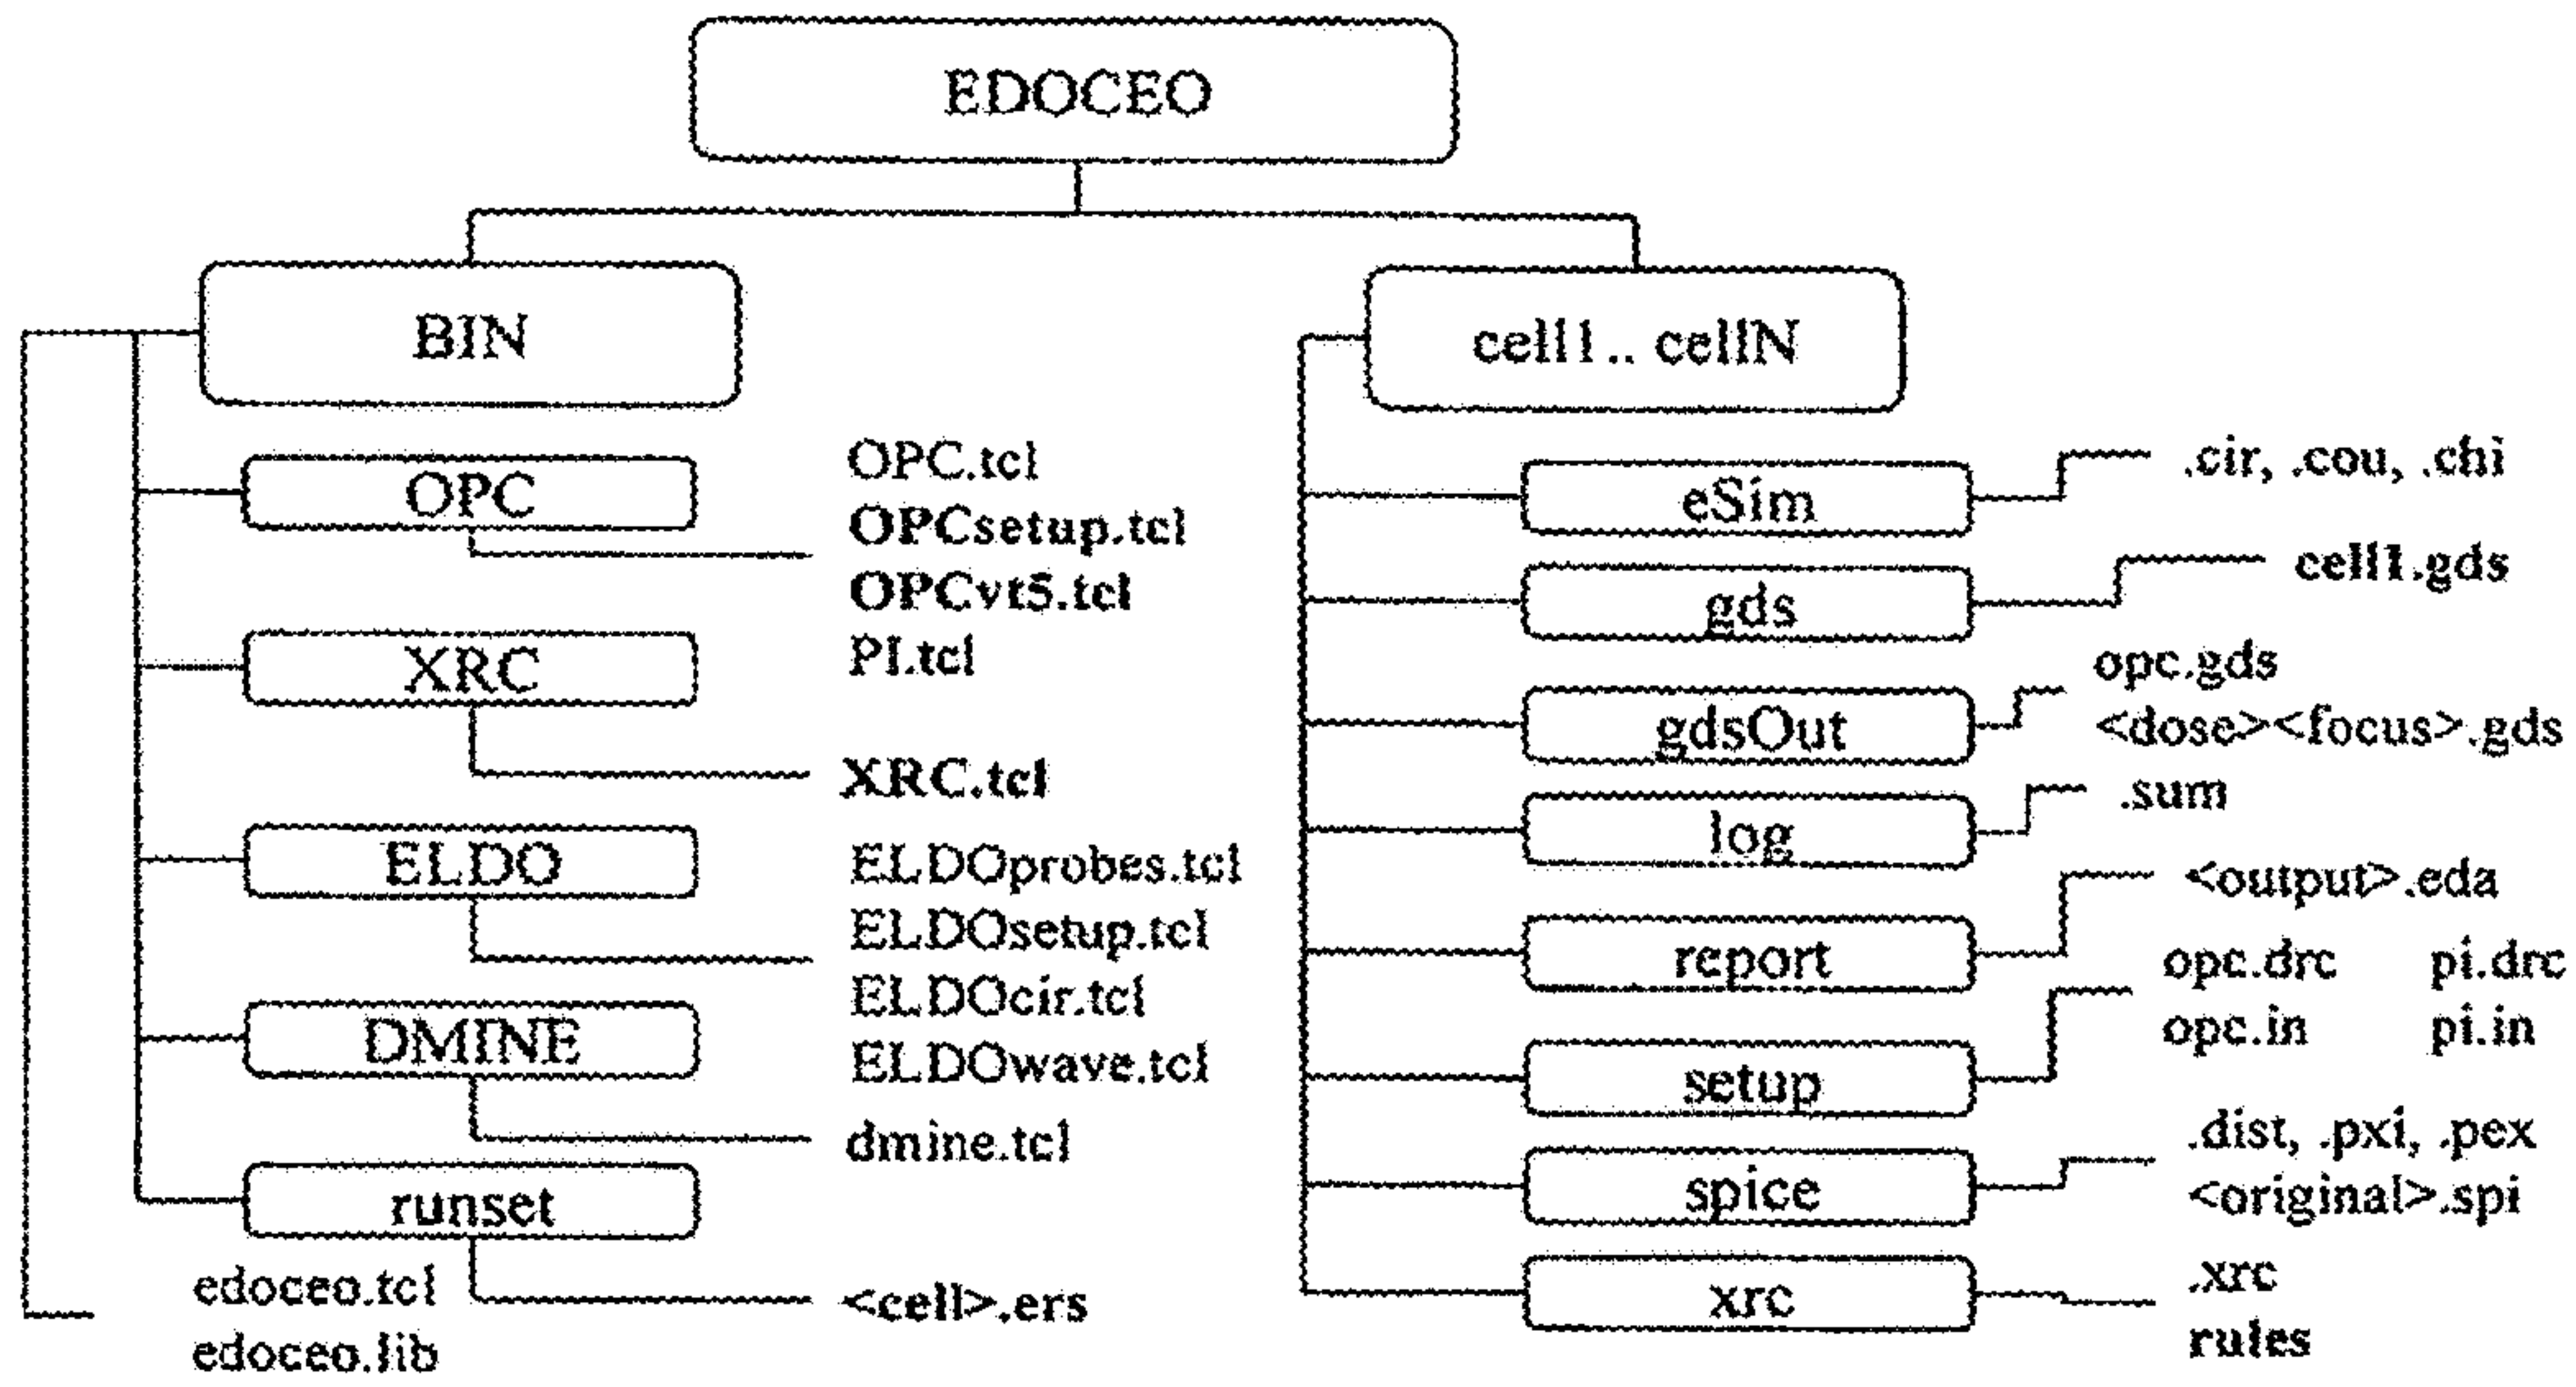 EDOCEO
BIN
OPC
OPC.tcl
OPCsetup.tcl
OPCvt5.tcl
PI.tcl
XRC
XRC.tcl
ELDO
ELDOprobes.tcl
ELDOsetup.tcl
ELDOcir.tcl
ELDOwave.tcl
DMINE
dmine.tcl
runset
<cell>.ers
edoceo.tcl
edoceo.lib
cell1.. cellN
eSim
.cir, .cou, .chi
gds
cell1.gds
gdsOut
opc.gds
<dose><focus>.gds
log
.sum
report
<output>.eda
setup
opc.drc pi.drc
opc.in pi.in
spice
.dist, .pxi, .pex
<original>.spi
xrc
.xrc
rules